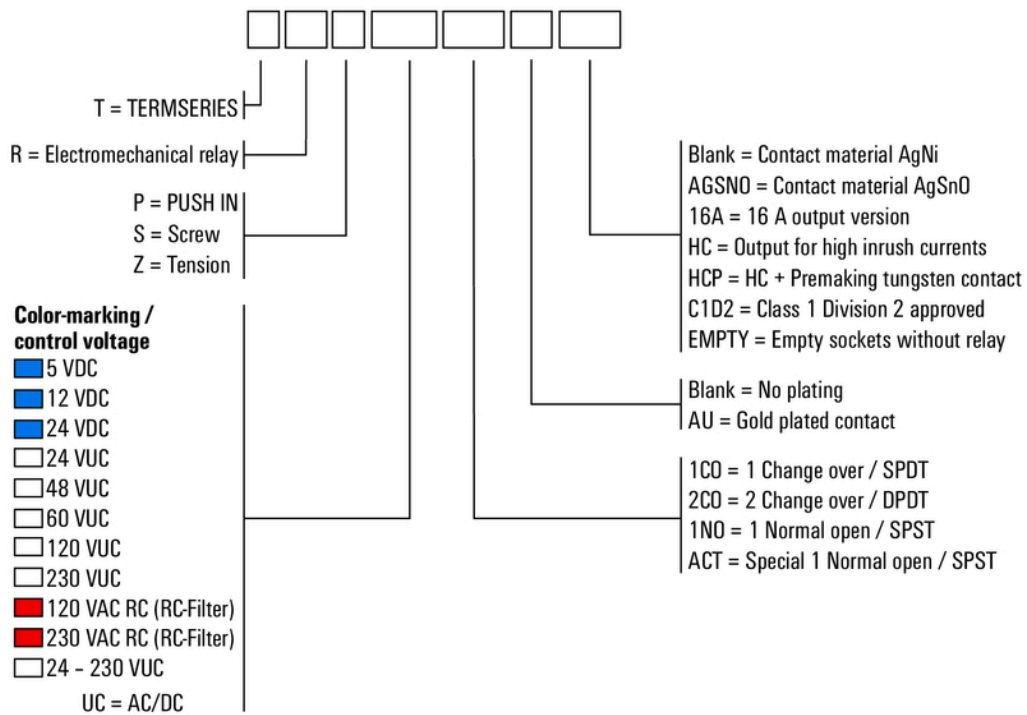 T = TERMSERIES
R = Electromechanical relay
P = PUSH IN
S = Screw
Z = Tension
Color-marking /
control voltage
5 VDC
12 VDC
24 VDC
24 VUC
48 VUC
60 VUC
120 VUC
230 VUC
120 VAC RC (RC-Filter)
230 VAC RC (RC-Filter)
24 – 230 VUC
UC = AC/DC
Blank = Contact material AgNi
AGSNO = Contact material AgSnO
16A = 16 A output version
HC = Output for high inrush currents
HCP = HC + Premaking tungsten contact
C1D2 = Class 1 Division 2 approved
EMPTY = Empty sockets without relay
Blank = No plating
AU = Gold plated contact
1CO = 1 Change over / SPDT
2CO = 2 Change over / DPDT
1NO = 1 Normal open / SPST
ACT = Special 1 Normal open / SPST